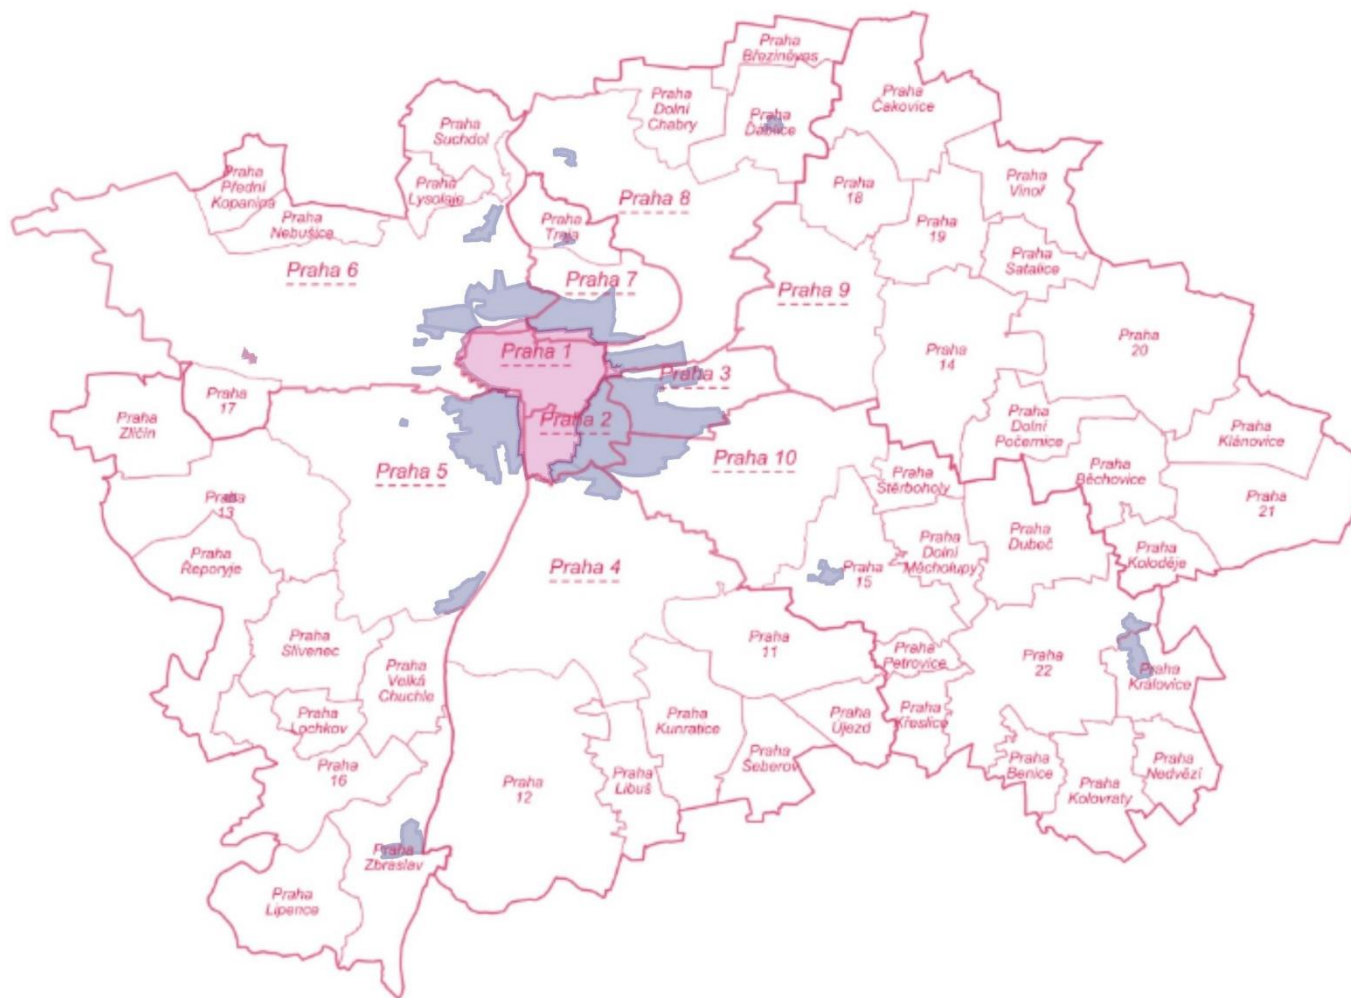 Praha
Březiněves
Praha
Čakovice
Praha
Dolní
Chabry
Praha
Ďáblice
Praha
Suchdol
Praha
Přední
Kopanina
Praha
Lysolaje
Praha
Nebušice
Praha 8
Praha
18
Praha
Vinoř
Praha
Troja
Praha
19
Praha
Satalice
Praha 6
Praha 7
Praha 9
Praha
20
Praha 1
Praha
14
Praha 3
Praha
17
Praha
Zličín
Praha 2
Praha
Dolní
Počernice
Praha
Klánovice
Praha 5
Praha 10
Praha
Štěrboholy
Praha
Běchovice
Praha
13
Praha
21
Praha
Řeporyje
Praha
Dolní
Měcholupy
Praha
Dubeč
Praha
Koloděje
Praha 4
Praha
15
Praha
Slivenec
Praha
11
Praha
Petrovice
Praha
22
Praha
Královice
Praha
Velká
Chuchle
Praha
Lochkov
Praha
Kunratice
Praha
Újezd
Praha
Křeslice
Praha
16
Praha
12
Praha
Libuš
Praha
Šeberov
Praha
Benice
Praha
Kolovraty
Praha
Nedvězí
Praha
Zbraslav
Praha
Lipence